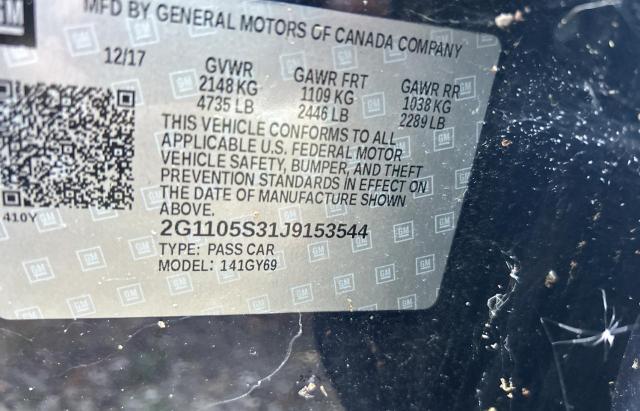 GM
MFD BY GENERAL MOTORS OF CANADA COMPANY
12/17
GVWR
2148 KG
4735 LB
GAWR FRT
1109 KG
2446 LB
GAWR RR
1038 KG
2289 LB
THIS VEHICLE CONFORMS TO ALL
APPLICABLE U.S. FEDERAL MOTOR
VEHICLE SAFETY, BUMPER, AND THEFT
PREVENTION STANDARDS IN EFFECT ON
THE DATE OF MANUFACTURE SHOWN
ABOVE.
410Y
2G1105S31J9153544
TYPE: PASS CAR
MODEL: 141GY69